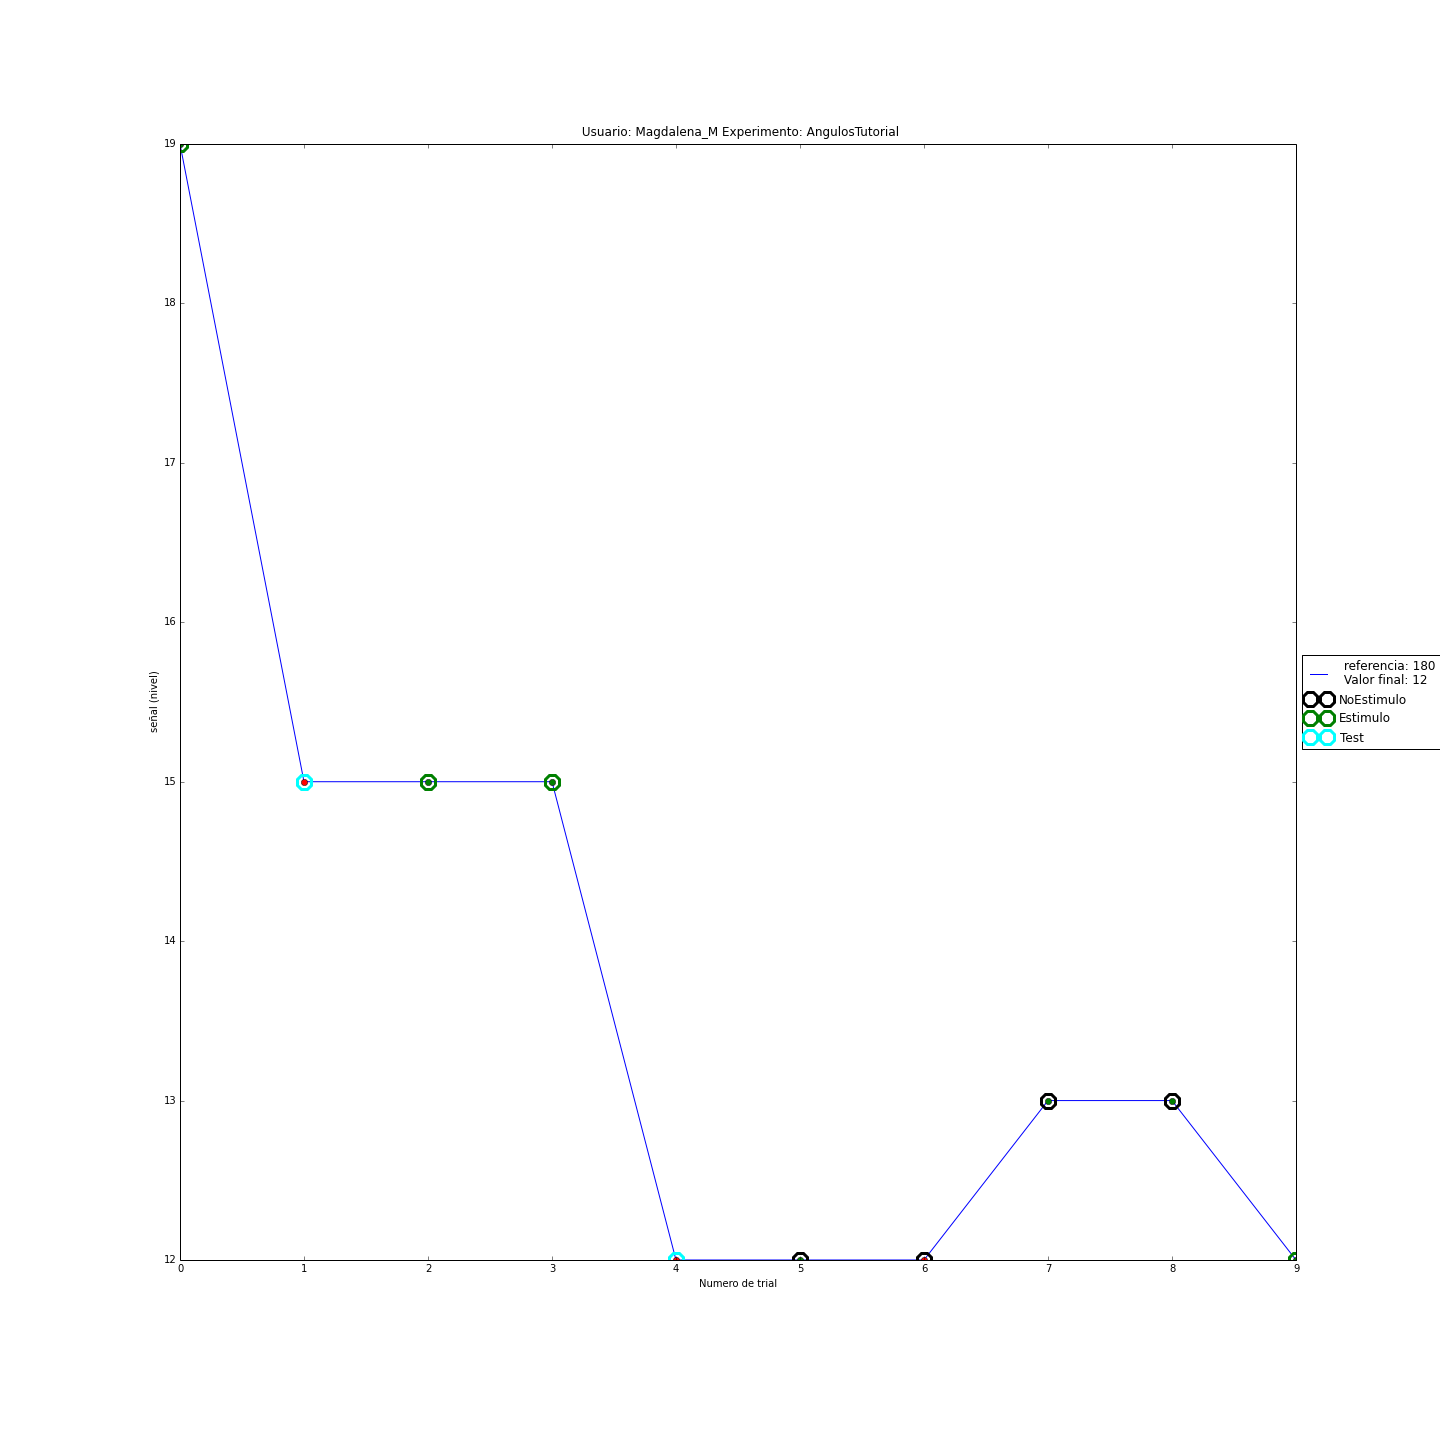 Usuario: Magdalena_M Experimento: AngulosTutorial
19
18
17
16
15
14
13
12
señal (nivel)
0 1 2 3 4 5 6 7 8 9
Numero de trial
referencia: 180
Valor final: 12
NoEstimulo
Estimulo
Test